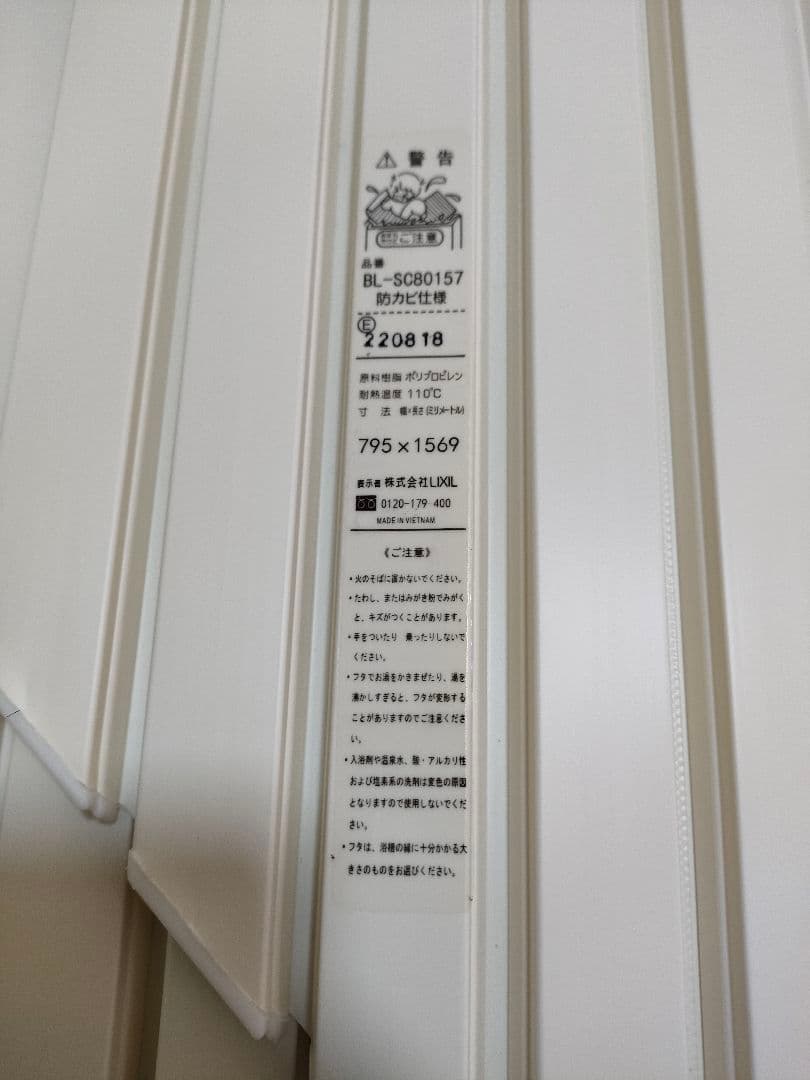 ⚠ 警告
ご注意
品番
BL-SC80157
防カビ仕様
Ⓔ
220818
原料樹脂 ポリプロピレン
耐熱温度 110℃
寸 法 幅×長さ(ミリメートル)
795×1569
表示者 株式会社LIXIL
0120-179-400
MADE IN VIETNAM
《ご注意》
・火のそばに置かないでください。
・たわし、またはみがき粉でみがく
と、キズがつくことがあります。
・手をついたり 乗ったりしないで
ください。
・フタでお湯をかきまぜたり、湯を
沸かしすぎると、フタが変形する
ことがありますのでご注意くださ
い。
・入浴剤や温泉水、酸・アルカリ性
および塩素系の洗剤は変色の原因
となりますので使用しないでくだ
さい。
・フタは、浴槽の縁に十分かかる大
きさのものをお選びください。